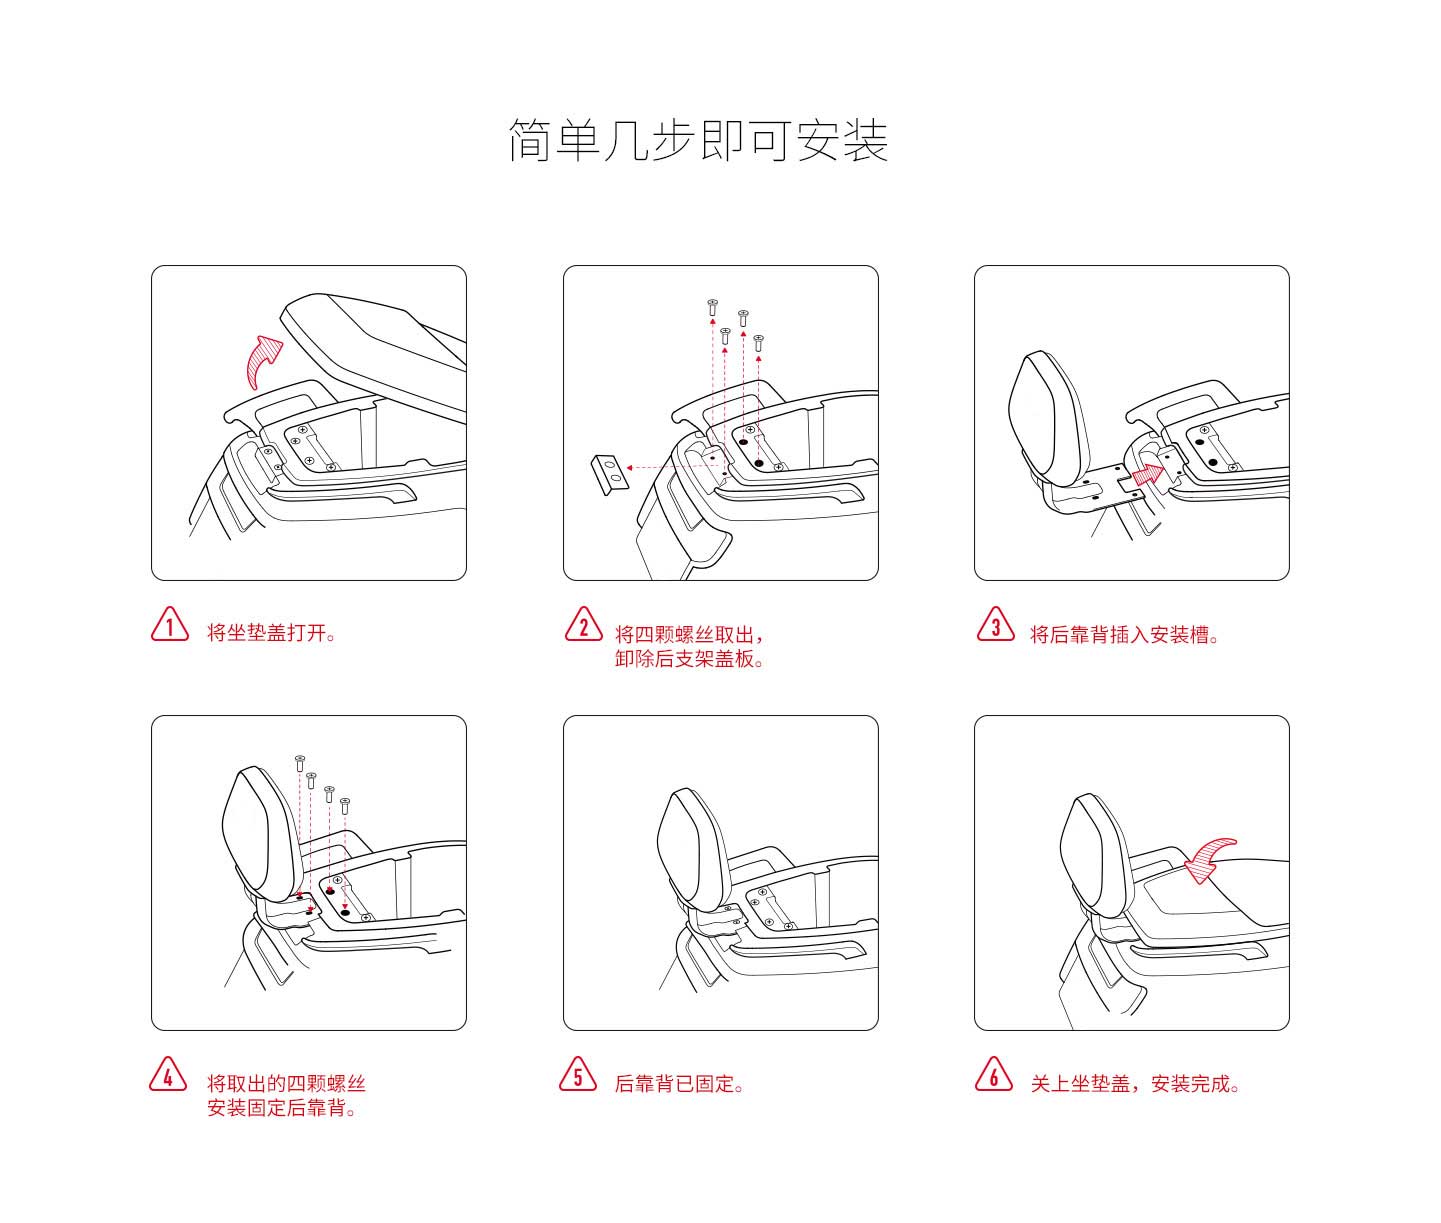 简单几步即可安装
1 将坐垫盖打开。
2 将四颗螺丝取出，
卸除后支架盖板。
3 将后靠背插入安装槽。
4 将取出的四颗螺丝
安装固定后靠背。
5 后靠背已固定。
6 关上坐垫盖，安装完成。